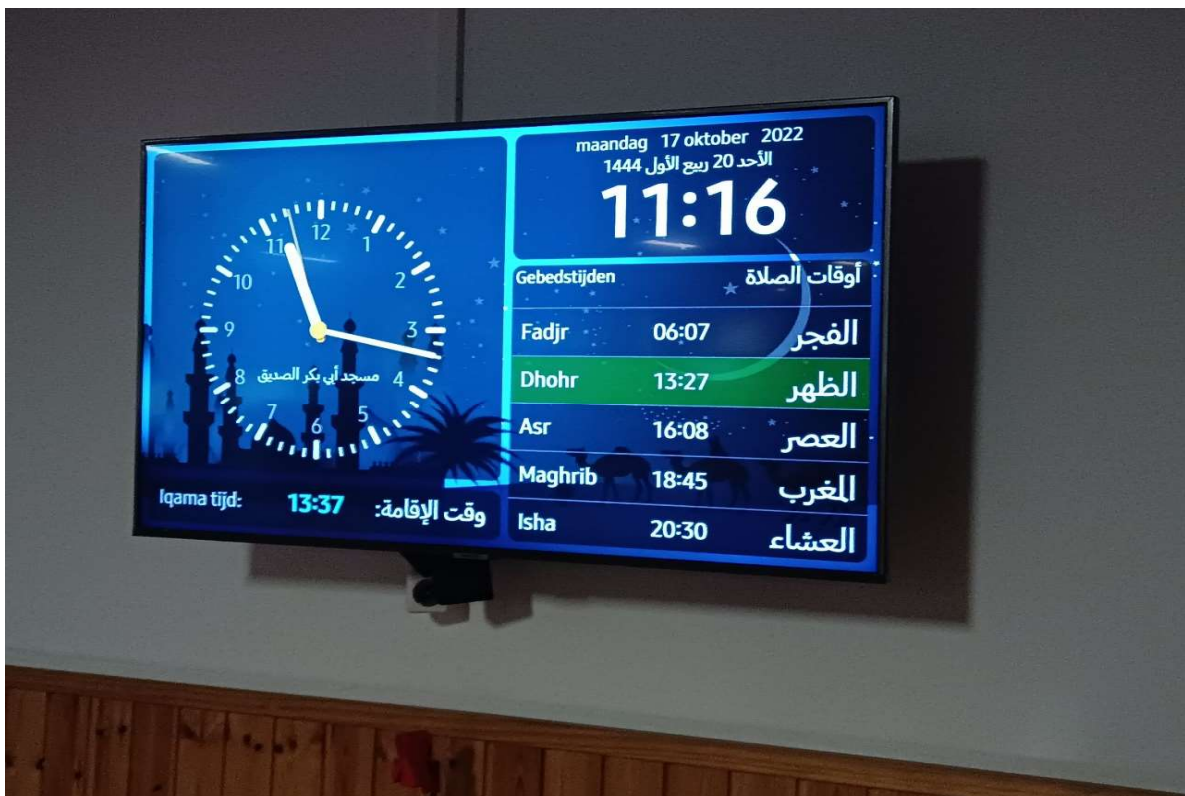 12
11
1
10
2
9
3
8
4
مسجد أبي بكر الصديق
7
5
6
Iqama tijd: 13:37 وقت الإقامة:
maandag 17 oktober 2022
الأحد 20 ربيع الأول 1444
11:16
Gebedstijden أوقات الصلاة
Fadjr 06:07 الفجر
Dhohr 13:27 الظهر
Asr 16:08 العصر
Maghrib 18:45 المغرب
Isha 20:30 العشاء